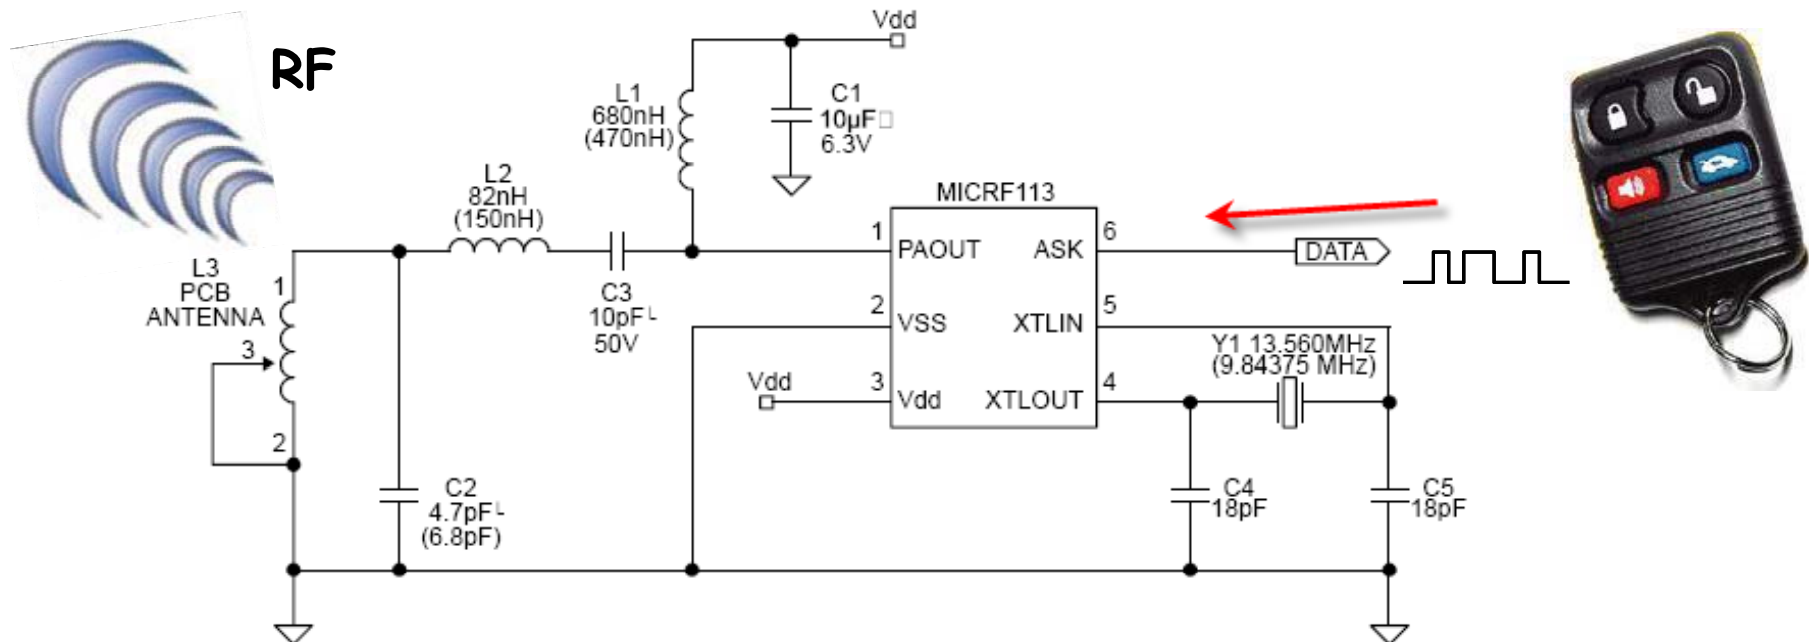 RF
Vdd
L1
680nH
(470nH)
C1
10µF
6.3V
L2
82nH
(150nH)
MICRF113
1
PAOUT
ASK
6
DATA
L3
PCB
ANTENNA
1
3
2
C3
10pF
50V
2
VSS
XTLIN
5
Y1 13.560MHz
(9.84375 MHz)
Vdd
3
Vdd
XTLOUT
4
C2
4.7pF
(6.8pF)
C4
18pF
C5
18pF